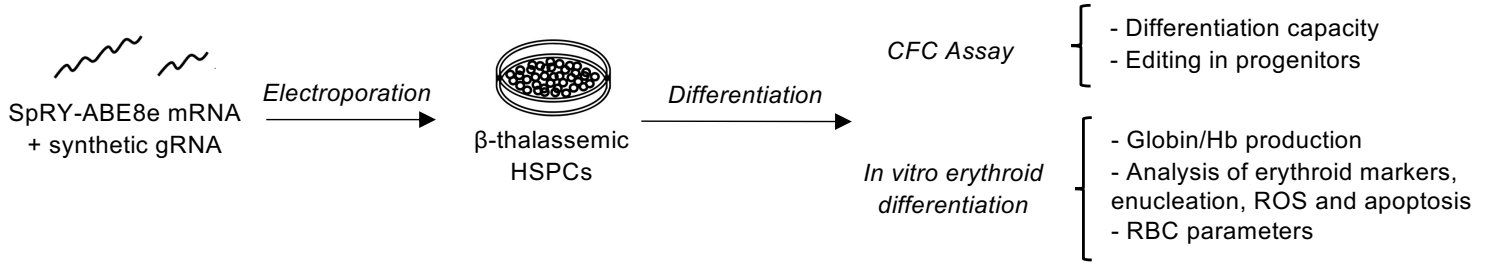 SpRY-ABE8e mRNA
+ synthetic gRNA
Electroporation
β-thalassemic
HSPCs
Differentiation
CFC Assay
- Differentiation capacity
- Editing in progenitors
In vitro erythroid
differentiation
- Globin/Hb production
- Analysis of erythroid markers,
enucleation, ROS and apoptosis
- RBC parameters